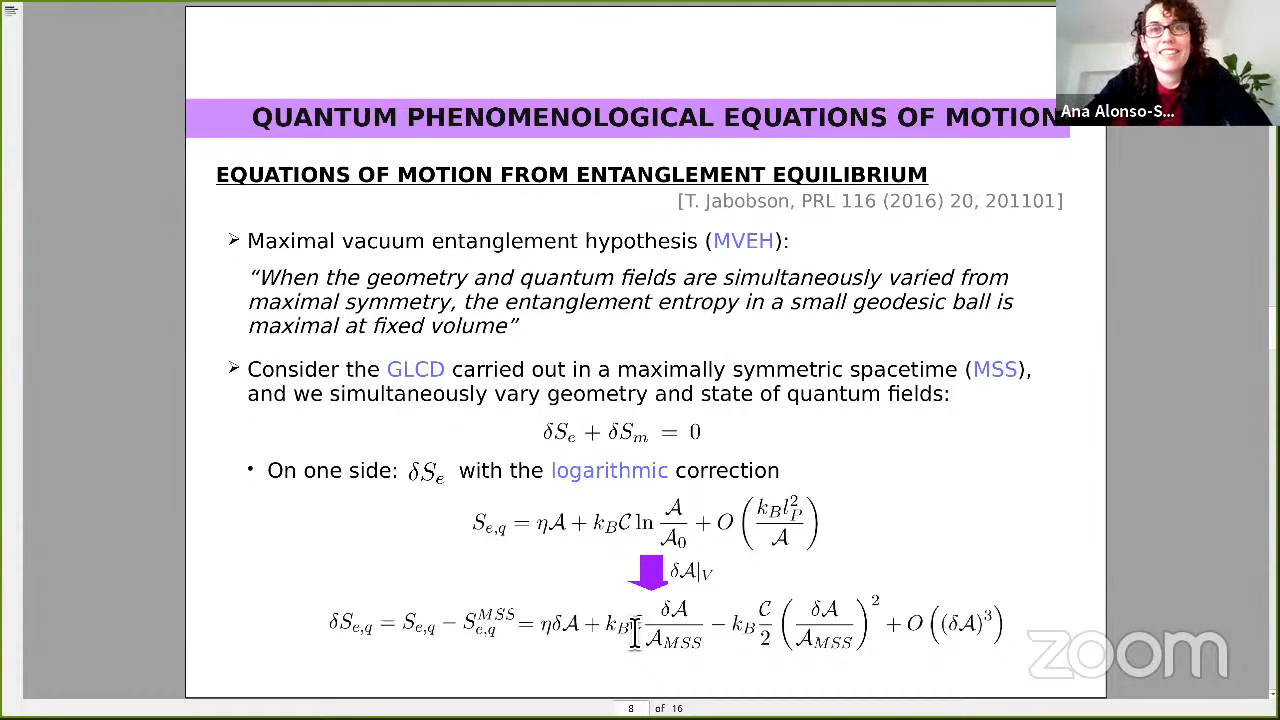 QUANTUM PHENOMENOLOGICAL EQUATIONS OF MOTION
Ana Alonso-S...
EQUATIONS OF MOTION FROM ENTANGLEMENT EQUILIBRIUM
[T. Jabobson, PRL 116 (2016) 20, 201101]
➢ Maximal vacuum entanglement hypothesis (MVEH):
“When the geometry and quantum fields are simultaneously varied from
maximal symmetry, the entanglement entropy in a small geodesic ball is
maximal at fixed volume”
➢ Consider the GLCD carried out in a maximally symmetric spacetime (MSS),
and we simultaneously vary geometry and state of quantum fields:
δS_e + δS_m = 0
• On one side: δS_e with the logarithmic correction
S_{e,q} = η𝒜 + k_B 𝒞 ln 𝒜/𝒜_0 + O(k_B l_P^2/𝒜)
δ𝒜|_V
δS_{e,q} = S_{e,q} − S_{e,q}^{MSS} = ηδ𝒜 + k_B δ𝒜/𝒜_{MSS} − k_B 𝒞/2 (δ𝒜/𝒜_{MSS})^2 + O((δ𝒜)^3)
zoom
8 of 16